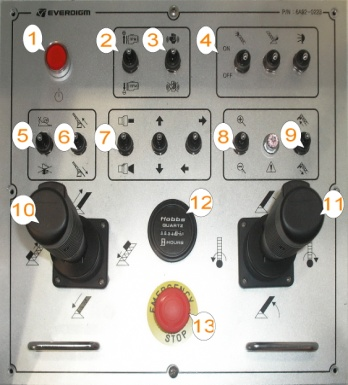 EVERDIGM
1
2
3
4
ON
OFF
5
6
7
8
9
10
11
12
Hobbs
QUARTZ
HOURS
EMERGENCY
STOP
13